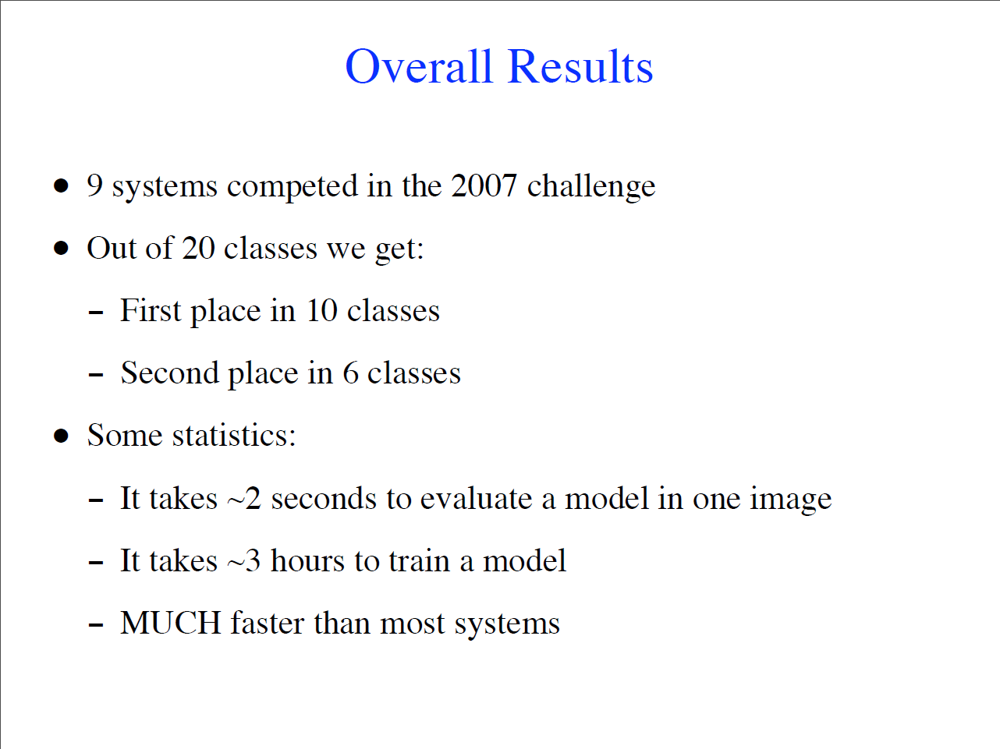 Overall Results
● 9 systems competed in the 2007 challenge
● Out of 20 classes we get:
– First place in 10 classes
– Second place in 6 classes
● Some statistics:
– It takes ~2 seconds to evaluate a model in one image
– It takes ~3 hours to train a model
– MUCH faster than most systems